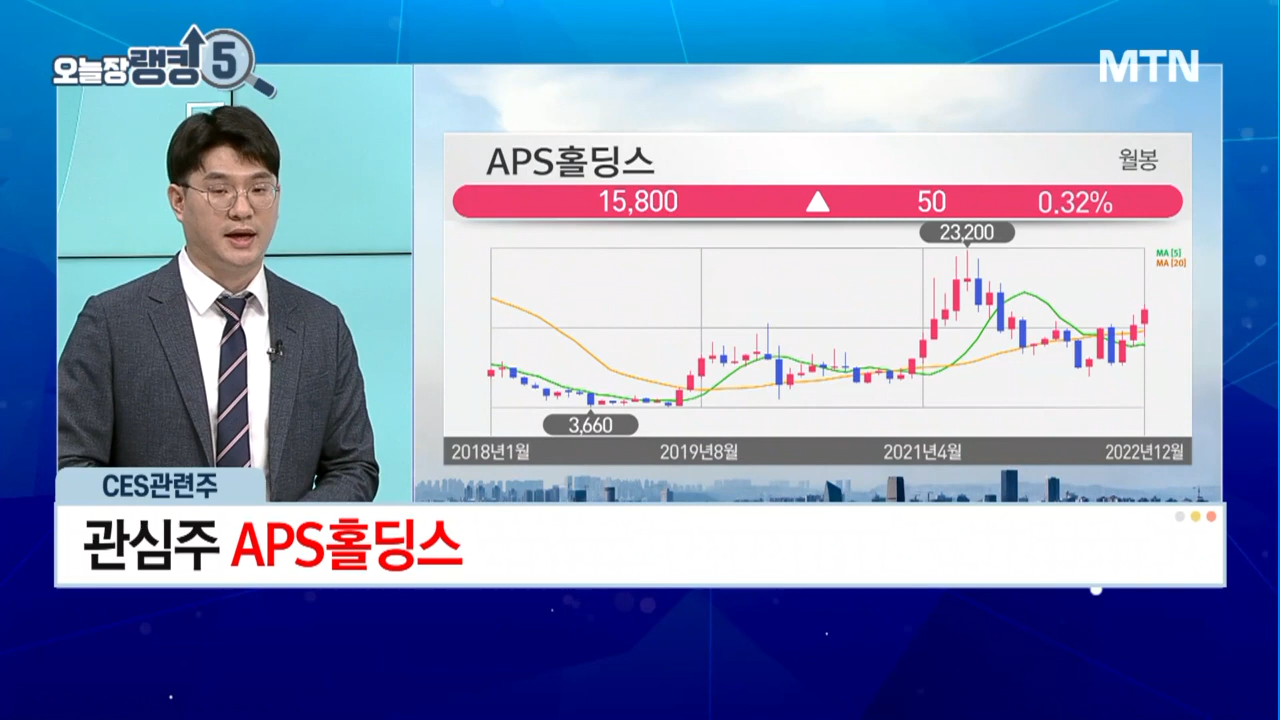 오늘장랭킹5
MTN
APS홀딩스
월봉
15,800 ▲ 50 0.32%
23,200
MA [5]
MA [20]
3,660
2018년1월 2019년8월 2021년4월 2022년12월
CES관련주
관심주 APS홀딩스